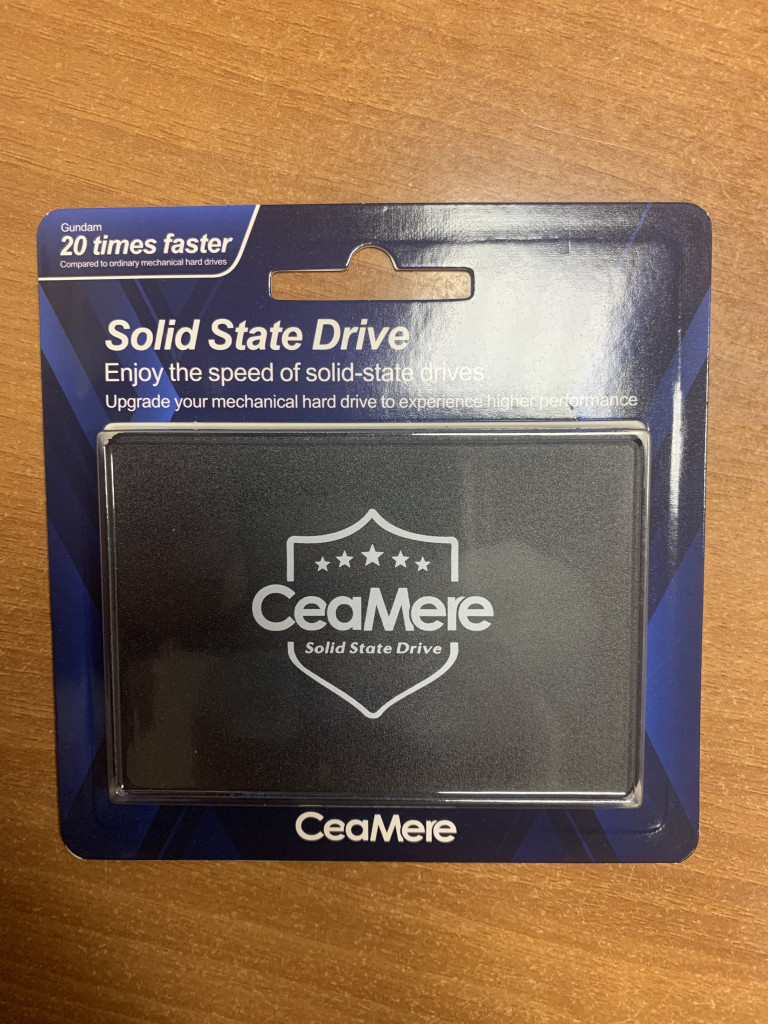 Gundam
20 times faster
Compared to ordinary mechanical hard drives
Solid State Drive
Enjoy the speed of solid-state drives
Upgrade your mechanical hard drive to experience higher performance
CeaMere
Solid State Drive
CeaMere